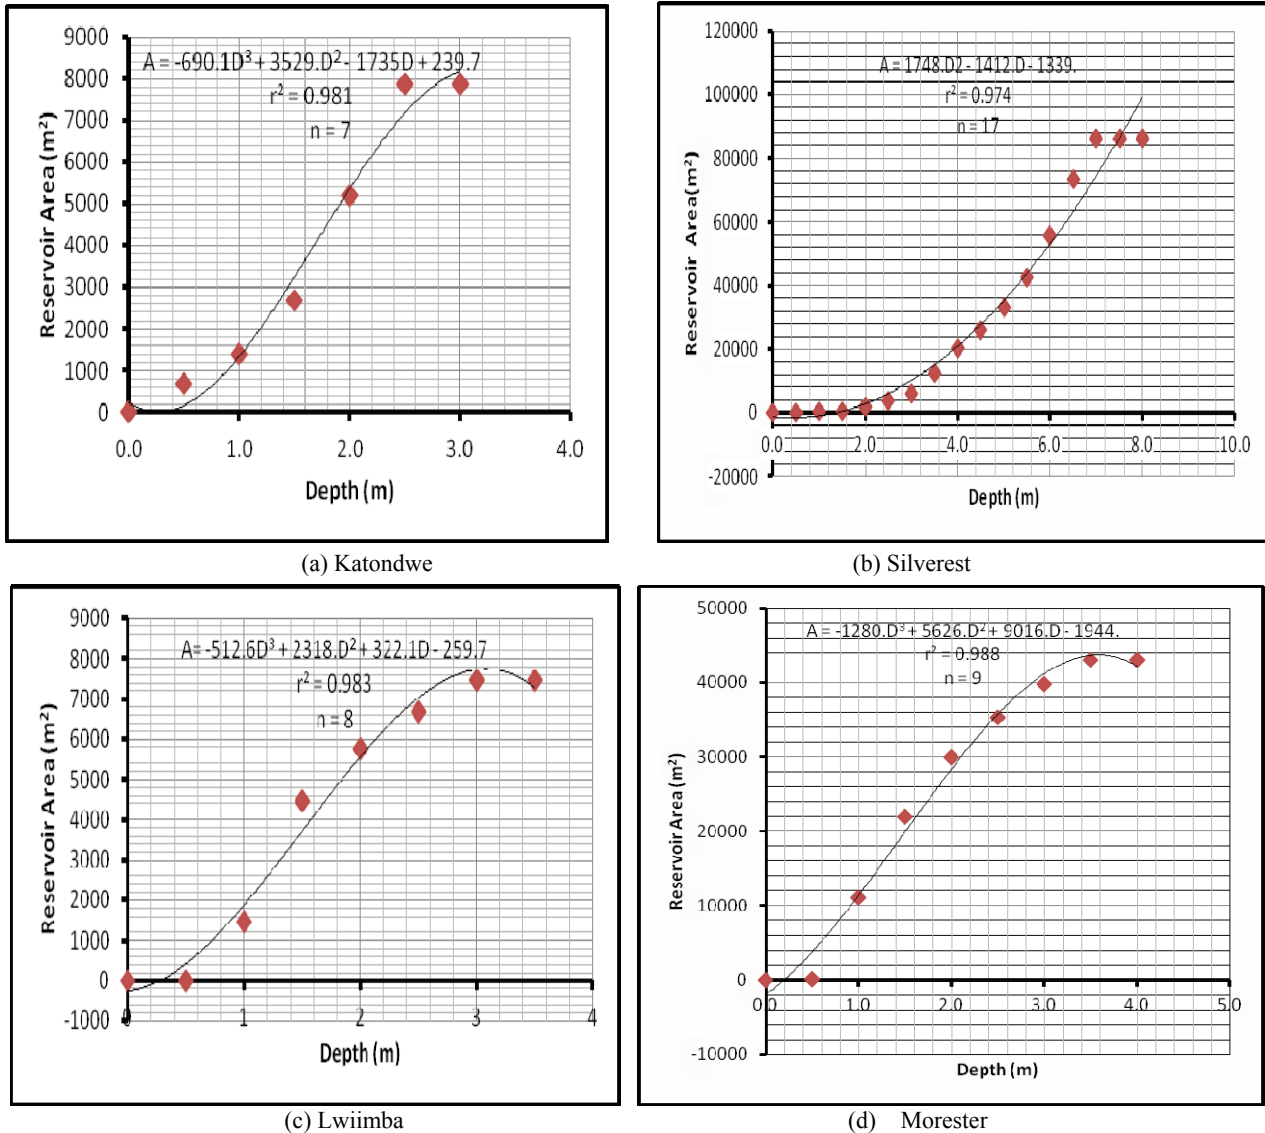 9000
8000
7000
6000
5000
4000
3000
2000
1000
0
A = -690.1D³ + 3529.D² - 1735D + 239.7
r² = 0.981
n = 7
Reservoir Area (m²)
0.0 1.0 2.0 3.0 4.0
Depth (m)
(a) Katondwe
120000
100000
80000
60000
40000
20000
0
-20000
A = 1748.D2 - 1412.D - 1339.
r² = 0.974
n = 17
Reservoir Area(m²)
0.0 2.0 4.0 6.0 8.0 10.0
Depth (m)
(b) Silverest
9000
8000
7000
6000
5000
4000
3000
2000
1000
0
-1000
A= -512.6D³ + 2318.D² + 322.1D - 259.7
r² = 0.983
n = 8
Reservoir Area (m²)
0 1 2 3 4
Depth (m)
(c) Lwiimba
50000
40000
30000
20000
10000
0
-10000
A = -1280.D³ + 5626.D² + 9016.D - 1944.
r² = 0.988
n = 9
Reservoir Area (m²)
0.0 1.0 2.0 3.0 4.0 5.0
Depth (m)
(d) Morester